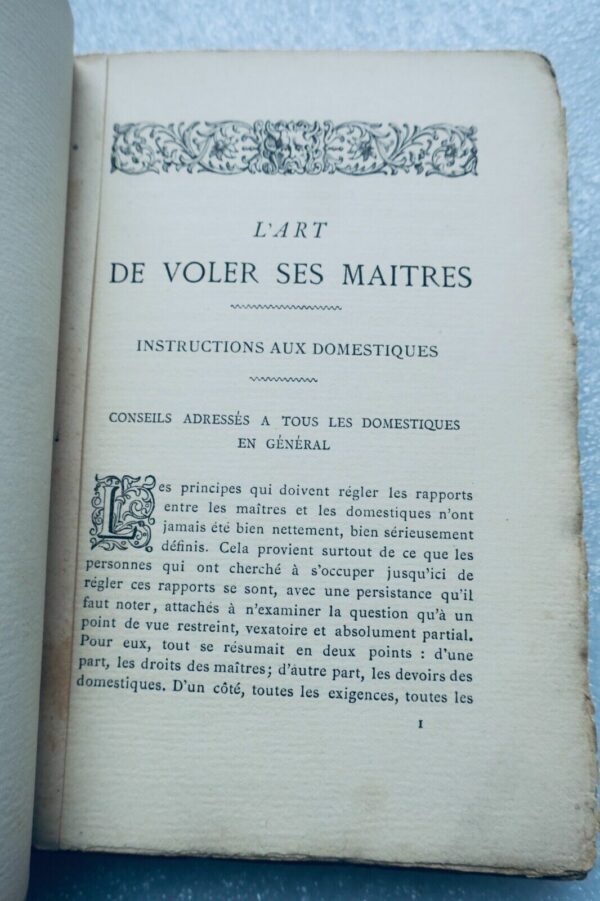 L'ART
DE VOLER SES MAITRES
INSTRUCTIONS AUX DOMESTIQUES
CONSEILS ADRESSÉS A TOUS LES DOMESTIQUES
EN GÉNÉRAL
Les principes qui doivent régler les rapports
entre les maîtres et les domestiques n'ont
jamais été bien nettement, bien sérieusement
définis. Cela provient surtout de ce que les
personnes qui ont cherché à s'occuper jusqu'ici de
régler ces rapports se sont, avec une persistance qu'il
faut noter, attachés à n'examiner la question qu'à un
point de vue restreint, vexatoire et absolument partial.
Pour eux, tout se résumait en deux points : d'une
part, les droits des maîtres; d'autre part, les devoirs des
domestiques. D'un côté, toutes les exigences, toutes les
1